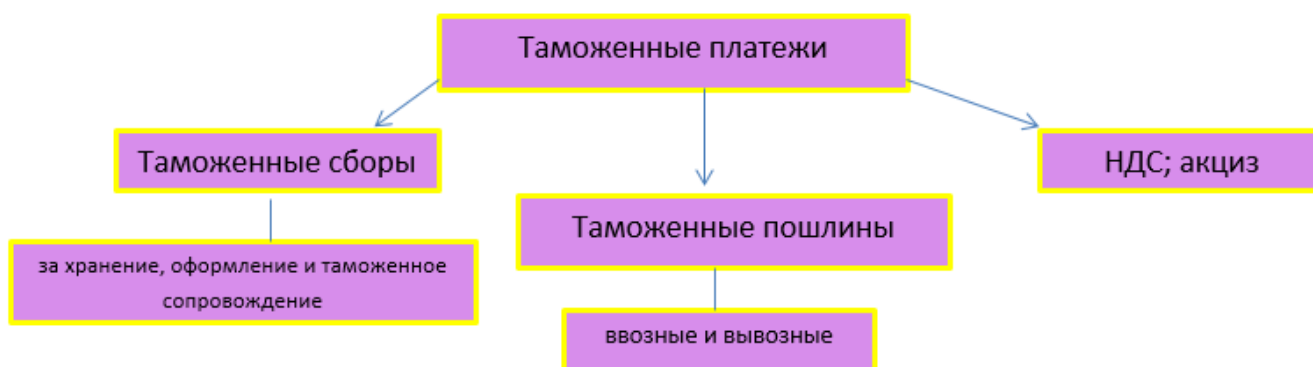 Таможенные платежи
Таможенные сборы
НДС; акциз
Таможенные пошлины
за хранение, оформление и таможенное
сопровождение
ввозные и вывозные